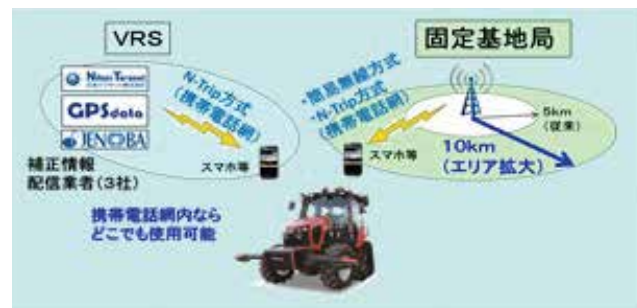 VRS
Nihon Terasat
GPSdata
JENOBA
補正情報
配信業者(3社)
N-Trip方式
(携帯電話網)
スマホ等
携帯電話網内なら
どこでも使用可能
固定基地局
・簡易無線方式
・N-Trip方式
(携帯電話網)
スマホ等
5km
(従来)
10km
(エリア拡大)